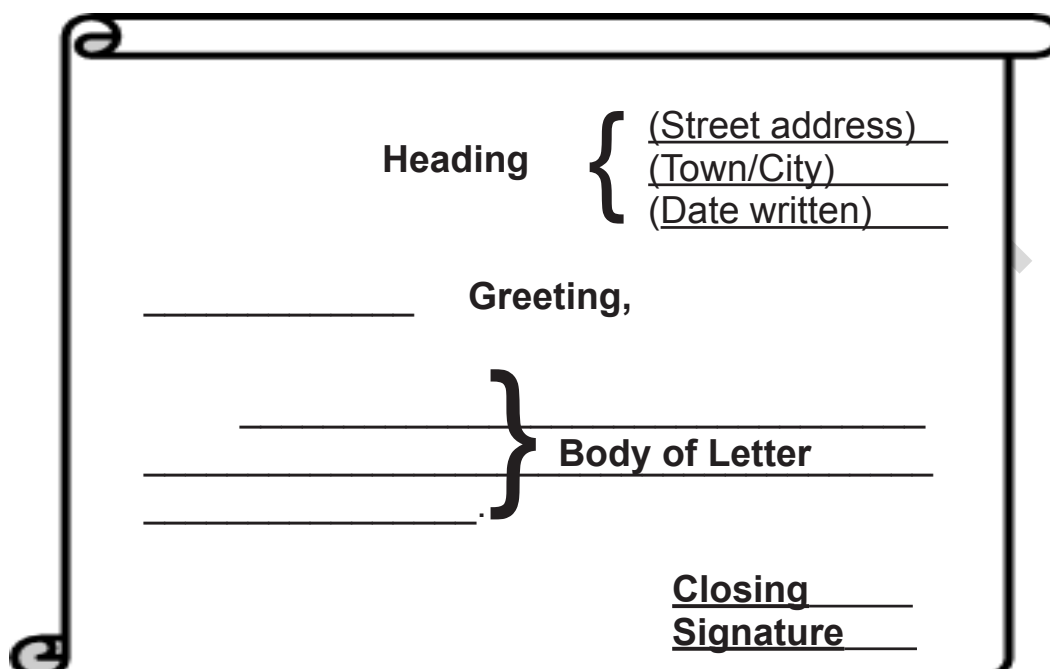 Heading
(Street address)
(Town/City)
(Date written)
Greeting,
Body of Letter
.
Closing
Signature